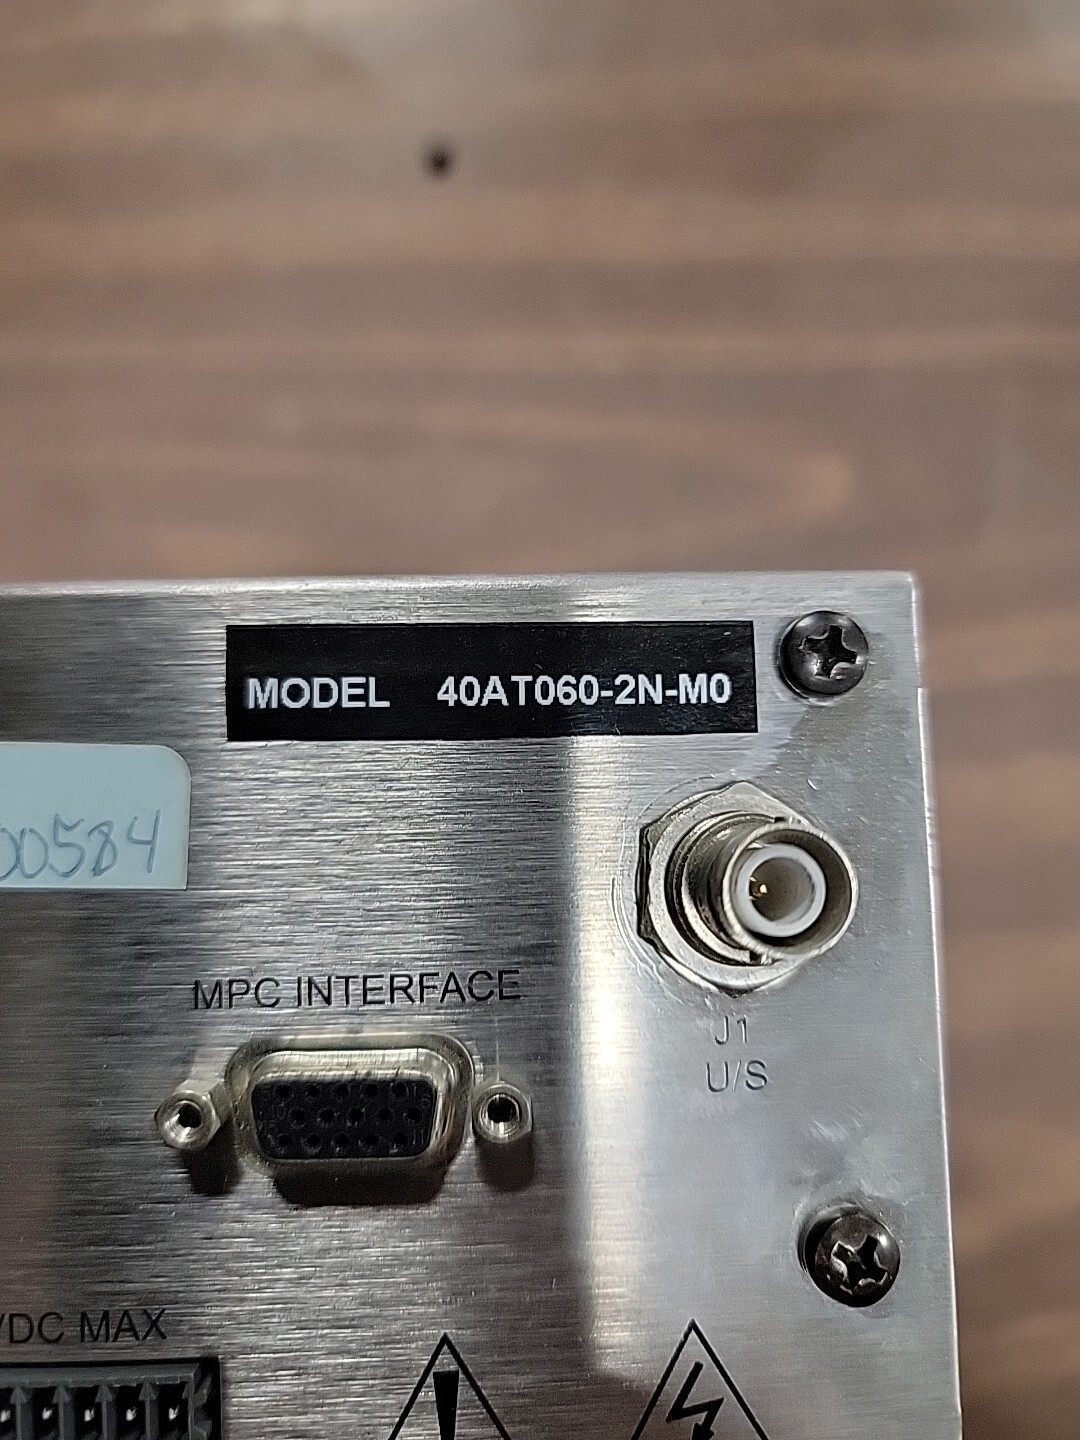 MODEL 40AT060-2N-M0
00584
MPC INTERFACE
J1
U/S
VDC MAX